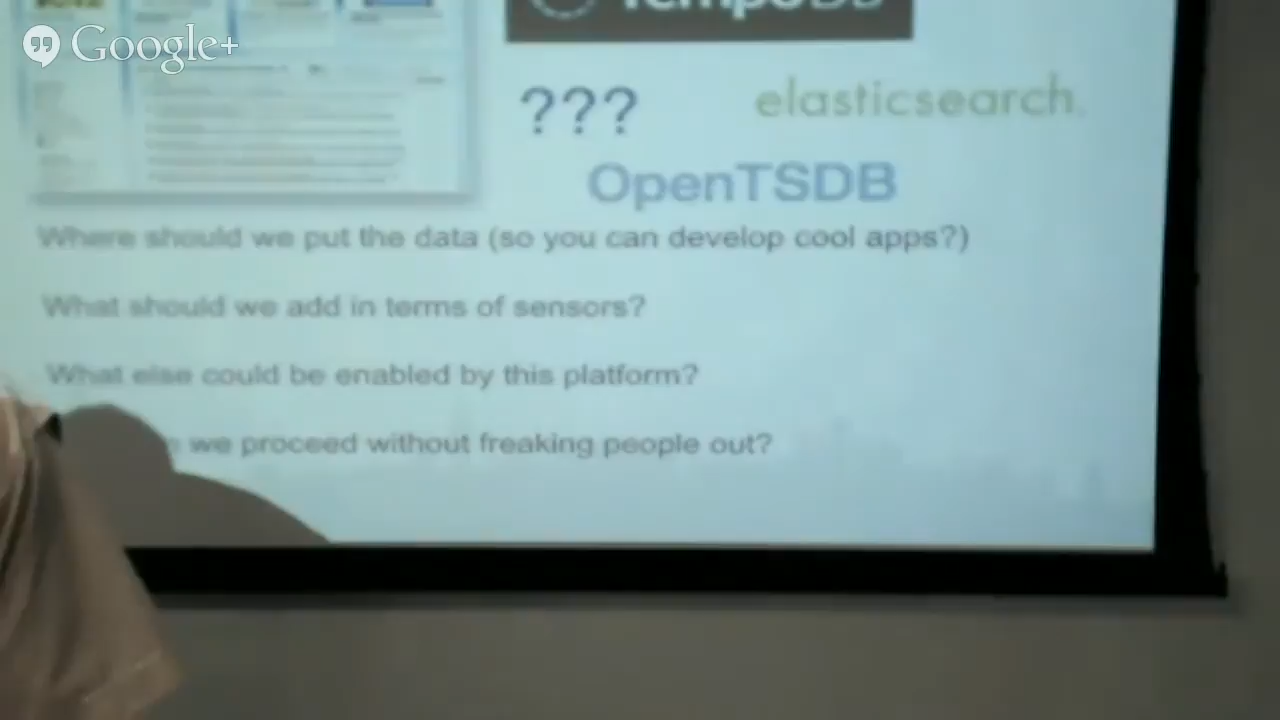 Google+
TempoDB
???
elasticsearch.
OpenTSDB
Where should we put the data (so you can develop cool apps?)
What should we add in terms of sensors?
What else could be enabled by this platform?
we proceed without freaking people out?